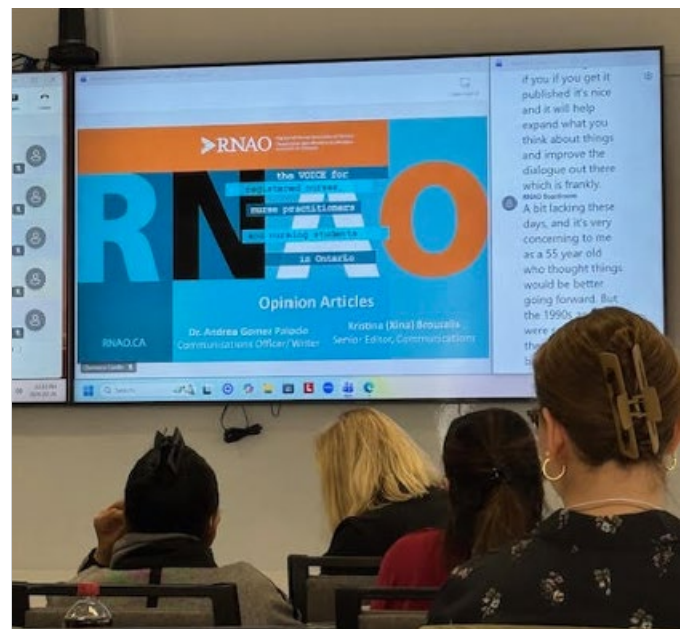 RNAO
the VOICE for
registered nurses,
nurse practitioners
and nursing students
in Ontario
RNAO
Opinion Articles
Dr. Andrea Gomez Palacio
Communications Officer/Writer
Kristina (Xina) Brousalis
Senior Editor, Communications
RNAO.CA
Search
if you if you get it
published it's nice
and it will help
expand what you
think about things
and improve the
dialogue out there
which is frankly.
RNAO Boardroom
A bit lacking these
days, and it's very
concerning to me
as a 55 year old
who thought things
would be better
going forward. But
the 1990s
were